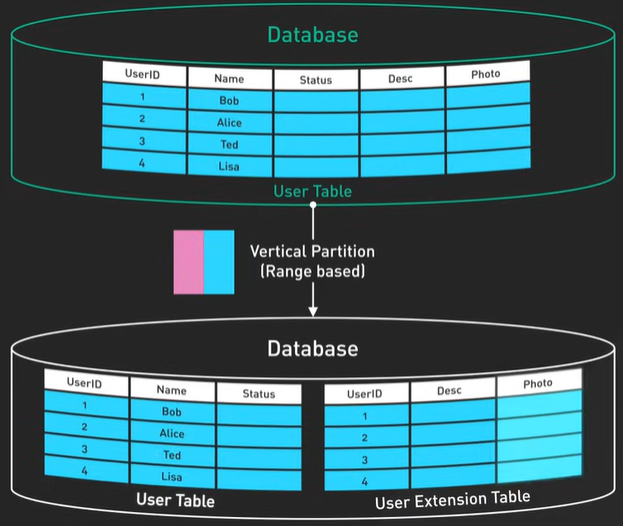 Database
UserID Name Status Desc Photo
1 Bob
2 Alice
3 Ted
4 Lisa
User Table
Vertical Partition
(Range based)
Database
UserID Name Status
1 Bob
2 Alice
3 Ted
4 Lisa
User Table
UserID Desc Photo
1
2
3
4
User Extension Table